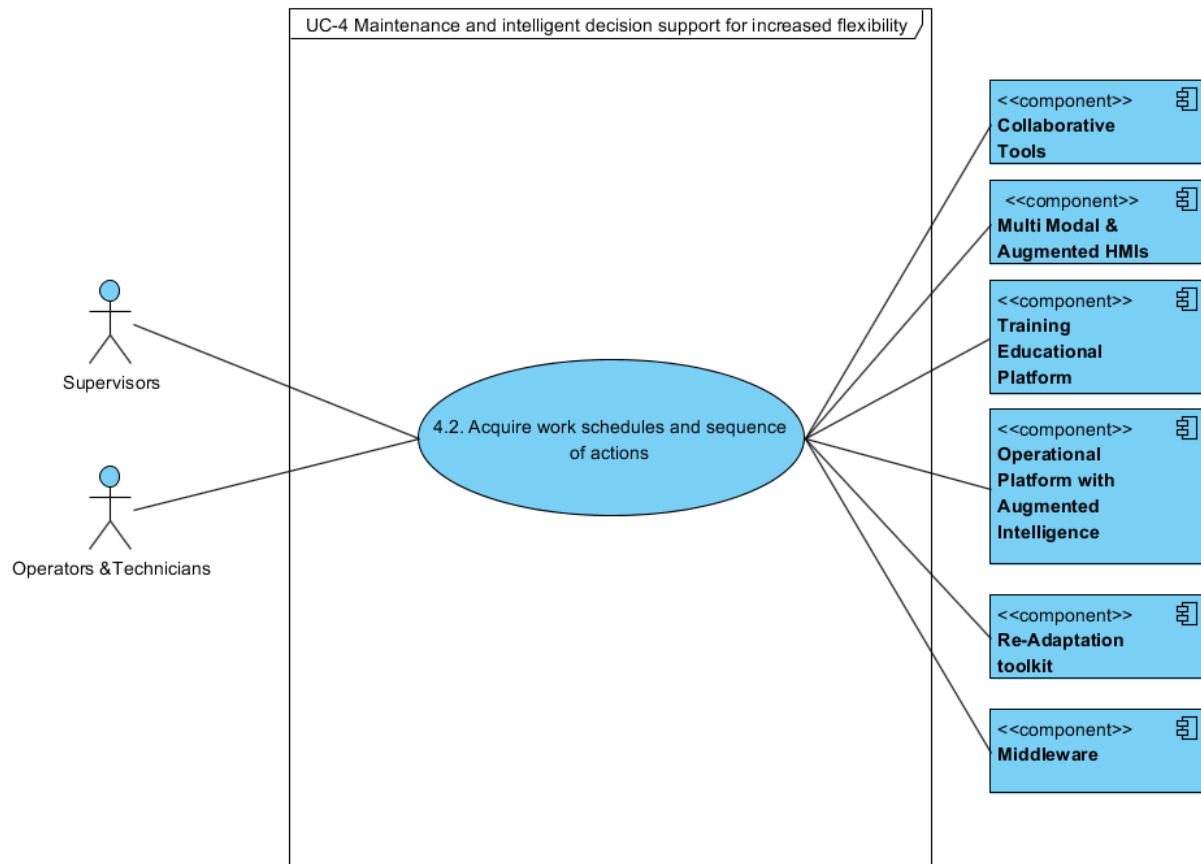 UC-4 Maintenance and intelligent decision support for increased flexibility
Supervisors
Operators &Technicians
4.2. Acquire work schedules and sequence
of actions
<<component>>
Collaborative
Tools
<<component>>
Multi Modal &
Augmented HMIs
<<component>>
Training
Educational
Platform
<<component>>
Operational
Platform with
Augmented
Intelligence
<<component>>
Re-Adaptation
toolkit
<<component>>
Middleware